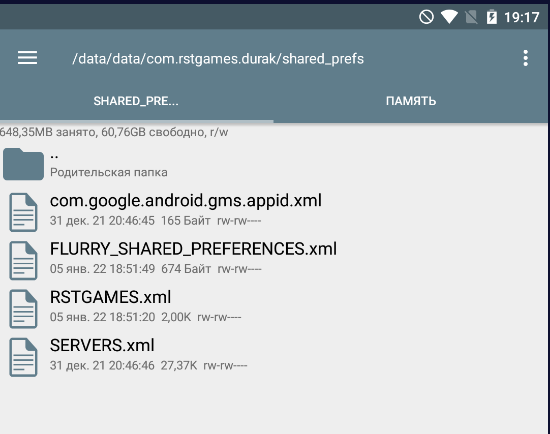 19:17
/data/data/com.rstgames.durak/shared_prefs
SHARED_PRE... ПАМЯТЬ
648,35MB занято, 60,76GB свободно, r/w
..
Родительская папка
com.google.android.gms.appid.xml
31 дек. 21 20:46:45 165 Байт rw-rw----
FLURRY_SHARED_PREFERENCES.xml
05 янв. 22 18:51:49 674 Байт rw-rw----
RSTGAMES.xml
05 янв. 22 18:51:20 2,00K rw-rw----
SERVERS.xml
31 дек. 21 20:46:46 27,37K rw-rw----